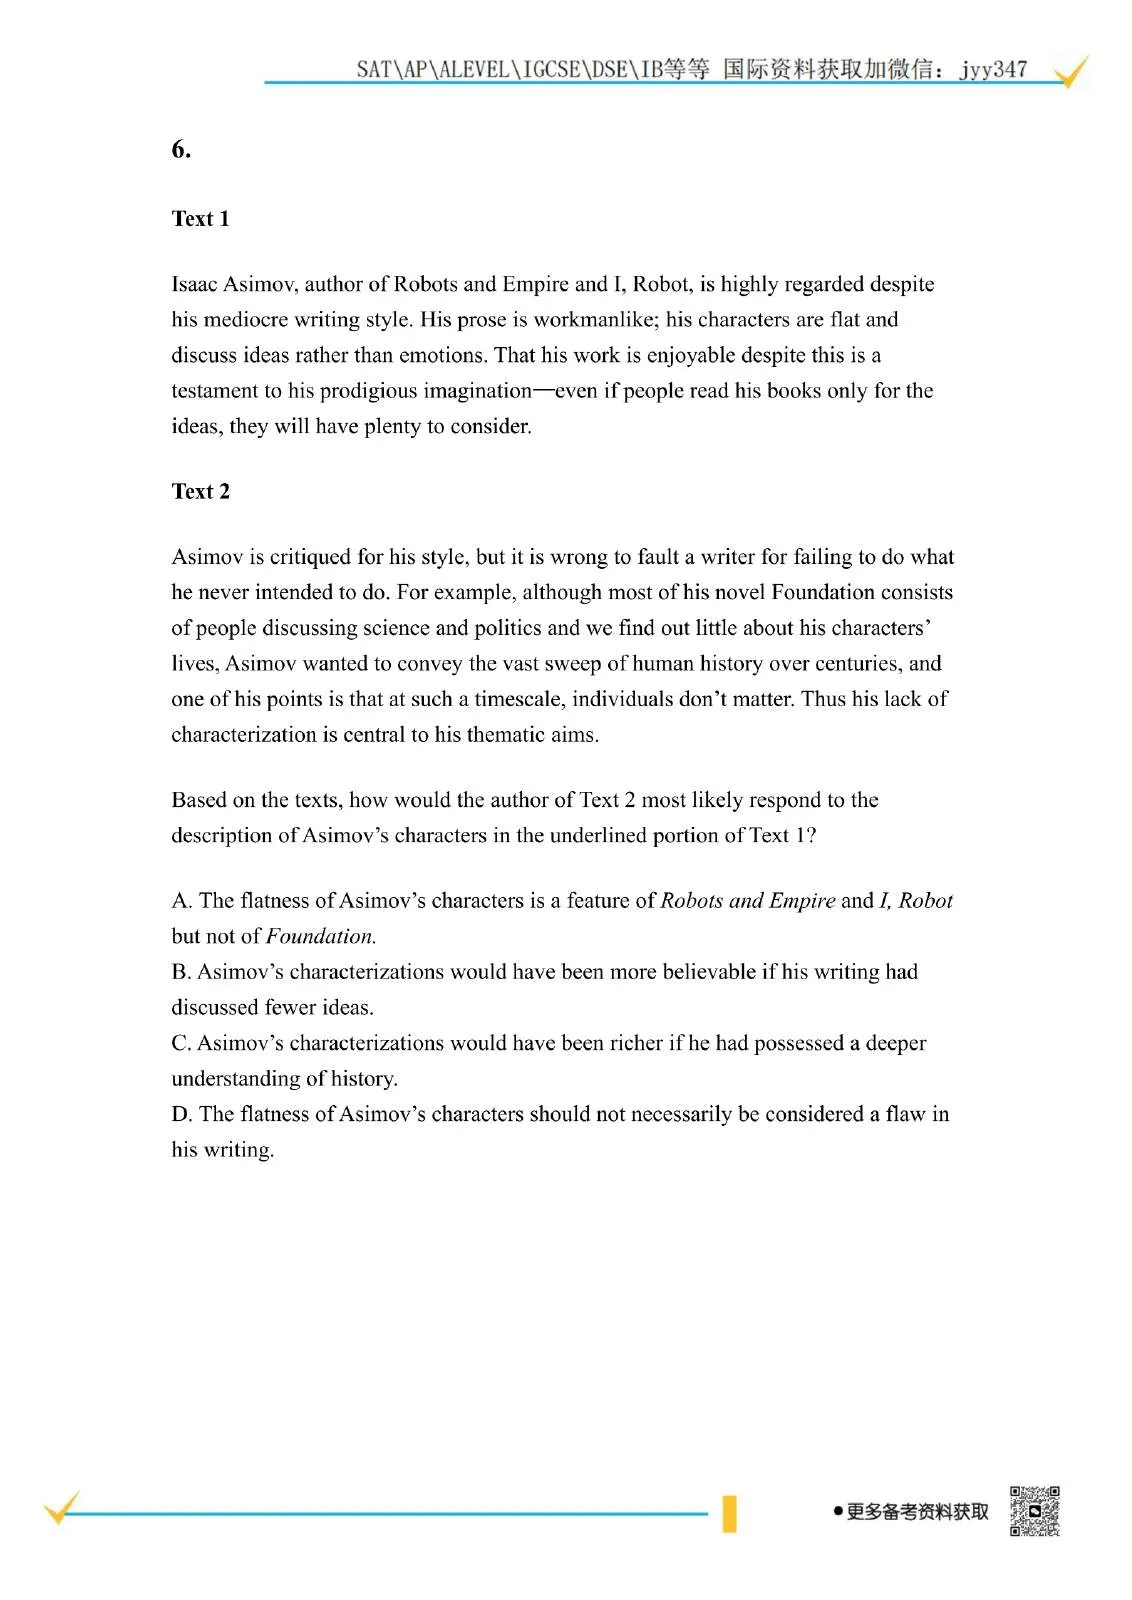 SAT\AP\ALEVEL\IGCSE\DSE\IB等等 国际资料获取加微信：jyy347
6.
Text 1
Isaac Asimov, author of Robots and Empire and I, Robot, is highly regarded despite
his mediocre writing style. His prose is workmanlike; his characters are flat and
discuss ideas rather than emotions. That his work is enjoyable despite this is a
testament to his prodigious imagination—even if people read his books only for the
ideas, they will have plenty to consider.
Text 2
Asimov is critiqued for his style, but it is wrong to fault a writer for failing to do what
he never intended to do. For example, although most of his novel Foundation consists
of people discussing science and politics and we find out little about his characters’
lives, Asimov wanted to convey the vast sweep of human history over centuries, and
one of his points is that at such a timescale, individuals don’t matter. Thus his lack of
characterization is central to his thematic aims.
Based on the texts, how would the author of Text 2 most likely respond to the
description of Asimov’s characters in the underlined portion of Text 1?
A. The flatness of Asimov’s characters is a feature of Robots and Empire and I, Robot
but not of Foundation.
B. Asimov’s characterizations would have been more believable if his writing had
discussed fewer ideas.
C. Asimov’s characterizations would have been richer if he had possessed a deeper
understanding of history.
D. The flatness of Asimov’s characters should not necessarily be considered a flaw in
his writing.
●更多备考资料获取